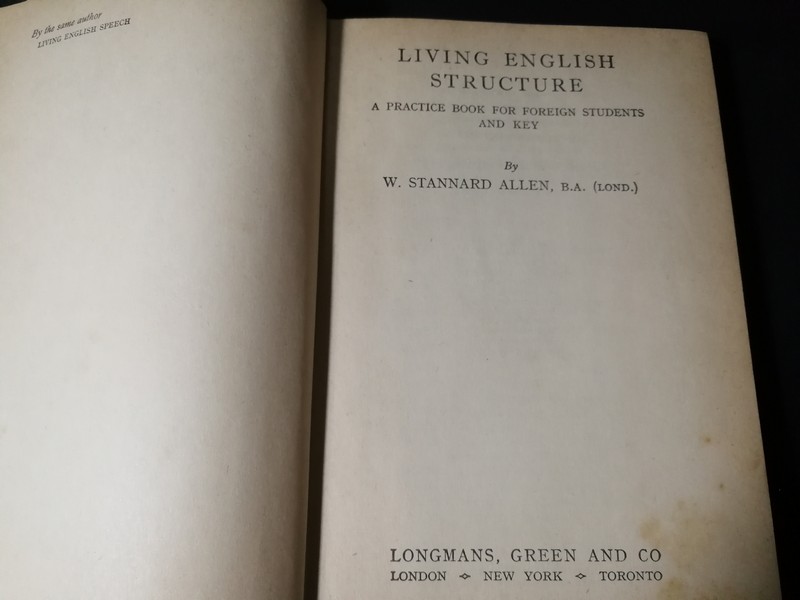 By the same author
LIVING ENGLISH SPEECH
LIVING ENGLISH
STRUCTURE
A PRACTICE BOOK FOR FOREIGN STUDENTS
AND KEY
By
W. STANNARD ALLEN, B.A. (LOND.)
LONGMANS, GREEN AND CO
LONDON ⟡ NEW YORK ⟡ TORONTO